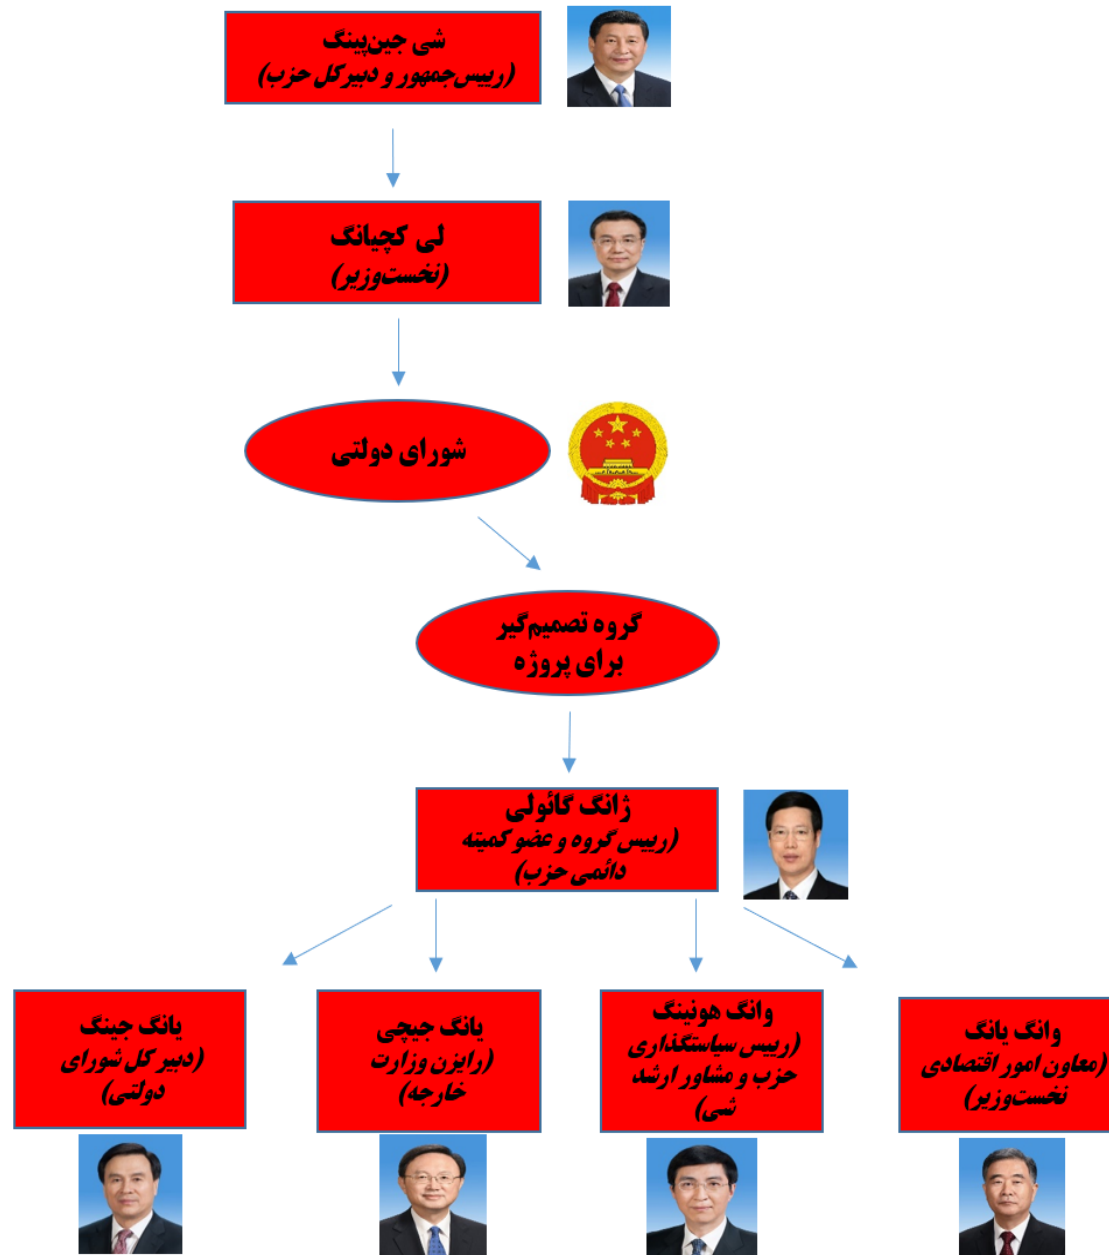 شی جین‌پینگ
(رییس‌جمهور و دبیرکل حزب)
لی کچیانگ
(نخست‌وزیر)
شورای دولتی
گروه تصمیم‌گیر
برای پروژه
ژانگ گائولی
(رییس گروه و عضو کمیته
دائمی حزب)
وانگ یانگ
(معاون امور اقتصادی
نخست‌وزیر)
وانگ هونینگ
(رییس سیاستگذاری
حزب و مشاور ارشد
شی)
یانگ جیچی
(رایزن وزارت
خارجه)
یانگ جینگ
(دبیر کل شورای
دولتی)